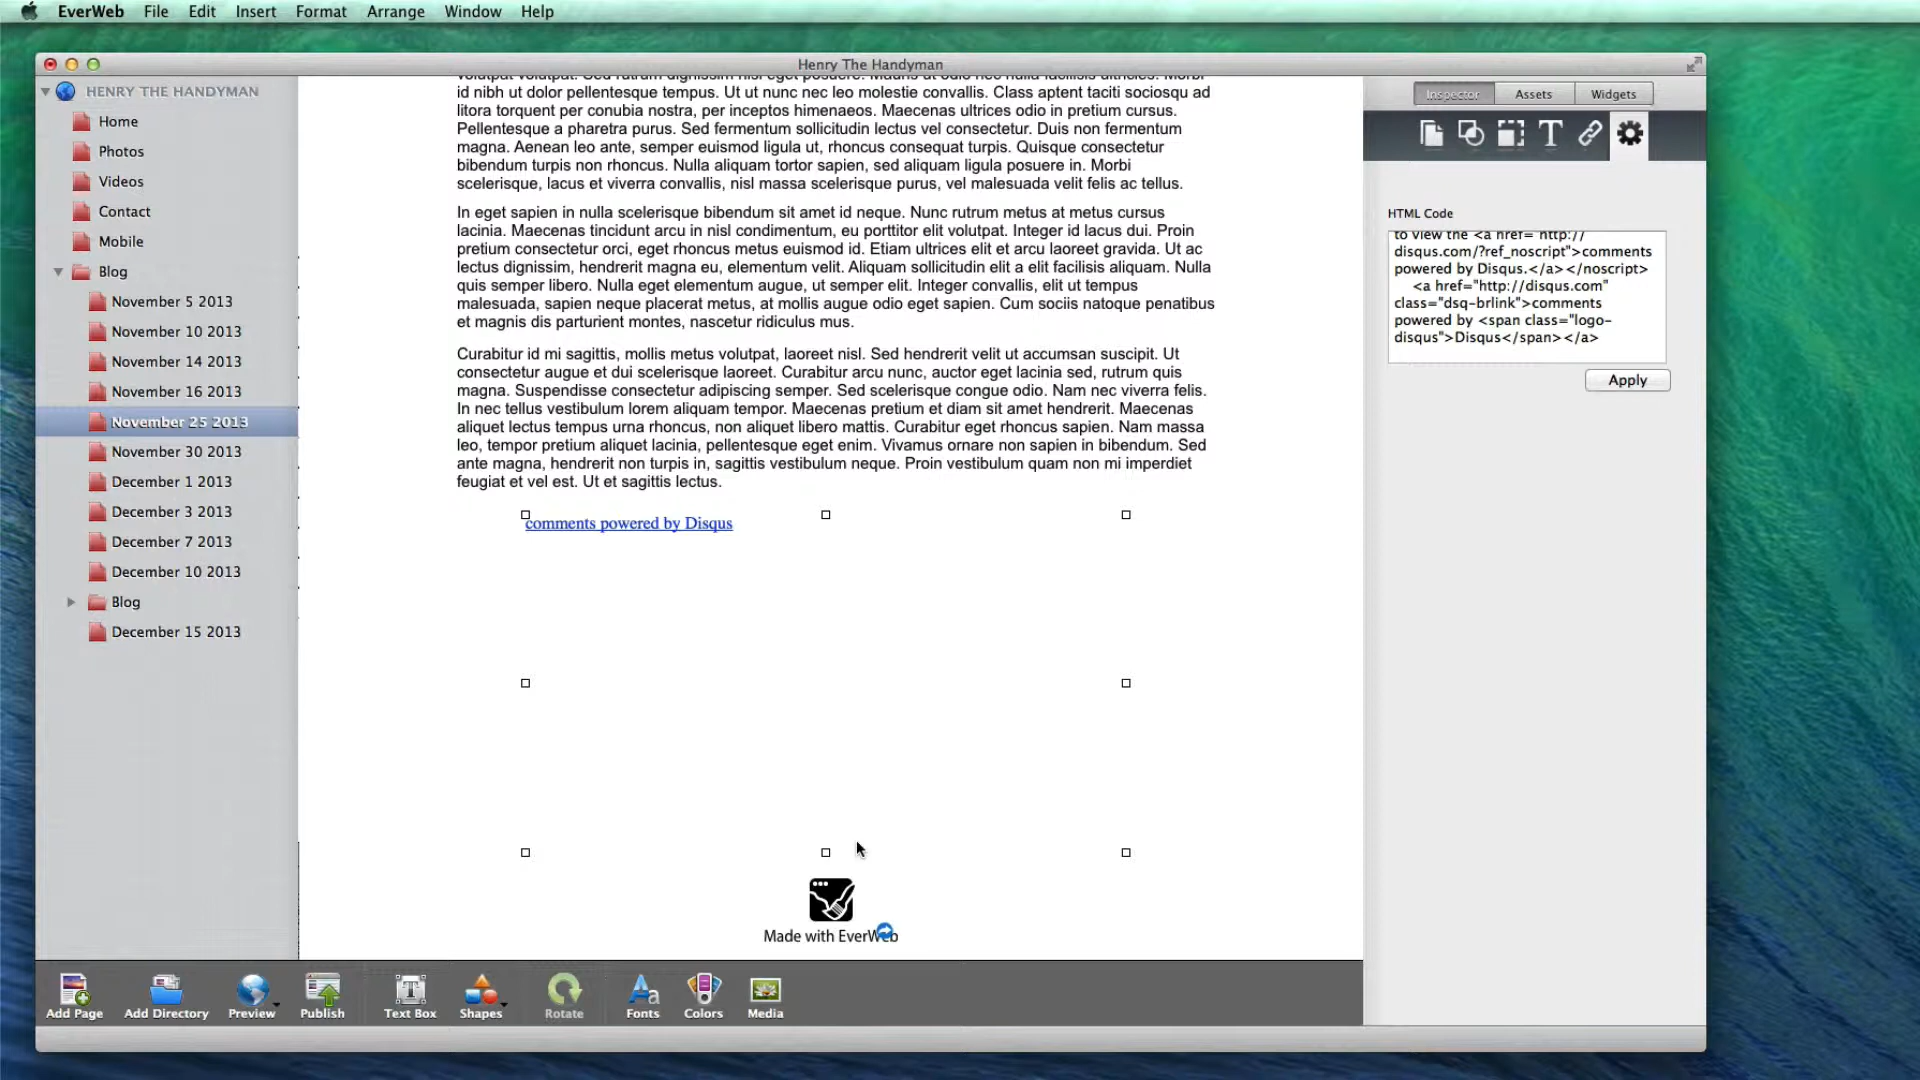 EverWeb File Edit Insert Format Arrange Window Help
Henry The Handyman
HENRY THE HANDYMAN
Home
Photos
Videos
Contact
Mobile
Blog
November 5 2013
November 10 2013
November 14 2013
November 16 2013
November 25 2013
November 30 2013
December 1 2013
December 3 2013
December 7 2013
December 10 2013
Blog
December 15 2013
volutpat volutpat. Sed rutrum dignissim nisi eget posuere. Mauris at odio nec nulla facilisis ultricies. Morbi
id nibh ut dolor pellentesque tempus. Ut ut nunc nec leo molestie convallis. Class aptent taciti sociosqu ad
litora torquent per conubia nostra, per inceptos himenaeos. Maecenas ultrices odio in pretium cursus.
Pellentesque a pharetra purus. Sed fermentum sollicitudin lectus vel consectetur. Duis non fermentum
magna. Aenean leo ante, semper euismod ligula ut, rhoncus consequat turpis. Quisque consectetur
bibendum turpis non rhoncus. Nulla aliquam tortor sapien, sed aliquam ligula posuere in. Morbi
scelerisque, lacus et viverra convallis, nisl massa scelerisque purus, vel malesuada velit felis ac tellus.
In eget sapien in nulla scelerisque bibendum sit amet id neque. Nunc rutrum metus at metus cursus
lacinia. Maecenas tincidunt arcu in nisl condimentum, eu porttitor elit volutpat. Integer id lacus dui. Proin
pretium consectetur orci, eget rhoncus metus euismod id. Etiam ultrices elit et arcu laoreet gravida. Ut ac
lectus dignissim, hendrerit magna eu, elementum velit. Aliquam sollicitudin elit a elit facilisis aliquam. Nulla
quis semper libero. Nulla eget elementum augue, ut semper elit. Integer convallis, elit ut tempus
malesuada, sapien neque placerat metus, at mollis augue odio eget sapien. Cum sociis natoque penatibus
et magnis dis parturient montes, nascetur ridiculus mus.
Curabitur id mi sagittis, mollis metus volutpat, laoreet nisl. Sed hendrerit velit ut accumsan suscipit. Ut
consectetur augue et dui scelerisque laoreet. Curabitur arcu nunc, auctor eget lacinia sed, rutrum quis
magna. Suspendisse consectetur adipiscing semper. Sed scelerisque congue odio. Nam nec viverra felis.
In nec tellus vestibulum lorem aliquam tempor. Maecenas pretium et diam sit amet hendrerit. Maecenas
aliquet lectus tempus urna rhoncus, non aliquet libero mattis. Curabitur eget rhoncus sapien. Nam massa
leo, tempor pretium aliquet lacinia, pellentesque eget enim. Vivamus ornare non sapien in bibendum. Sed
ante magna, hendrerit non turpis in, sagittis vestibulum neque. Proin vestibulum quam non mi imperdiet
feugiat et vel est. Ut et sagittis lectus.
comments powered by Disqus
Made with EverWeb
Inspector Assets Widgets
HTML Code
to view the <a href="http://
disqus.com/?ref_noscript">comments
powered by Disqus.</a></noscript>
<a href="http://disqus.com"
class="dsq-brlink">comments
powered by <span class="logo-
disqus">Disqus</span></a>
Apply
Add Page Add Directory Preview Publish Text Box Shapes Rotate Fonts Colors Media